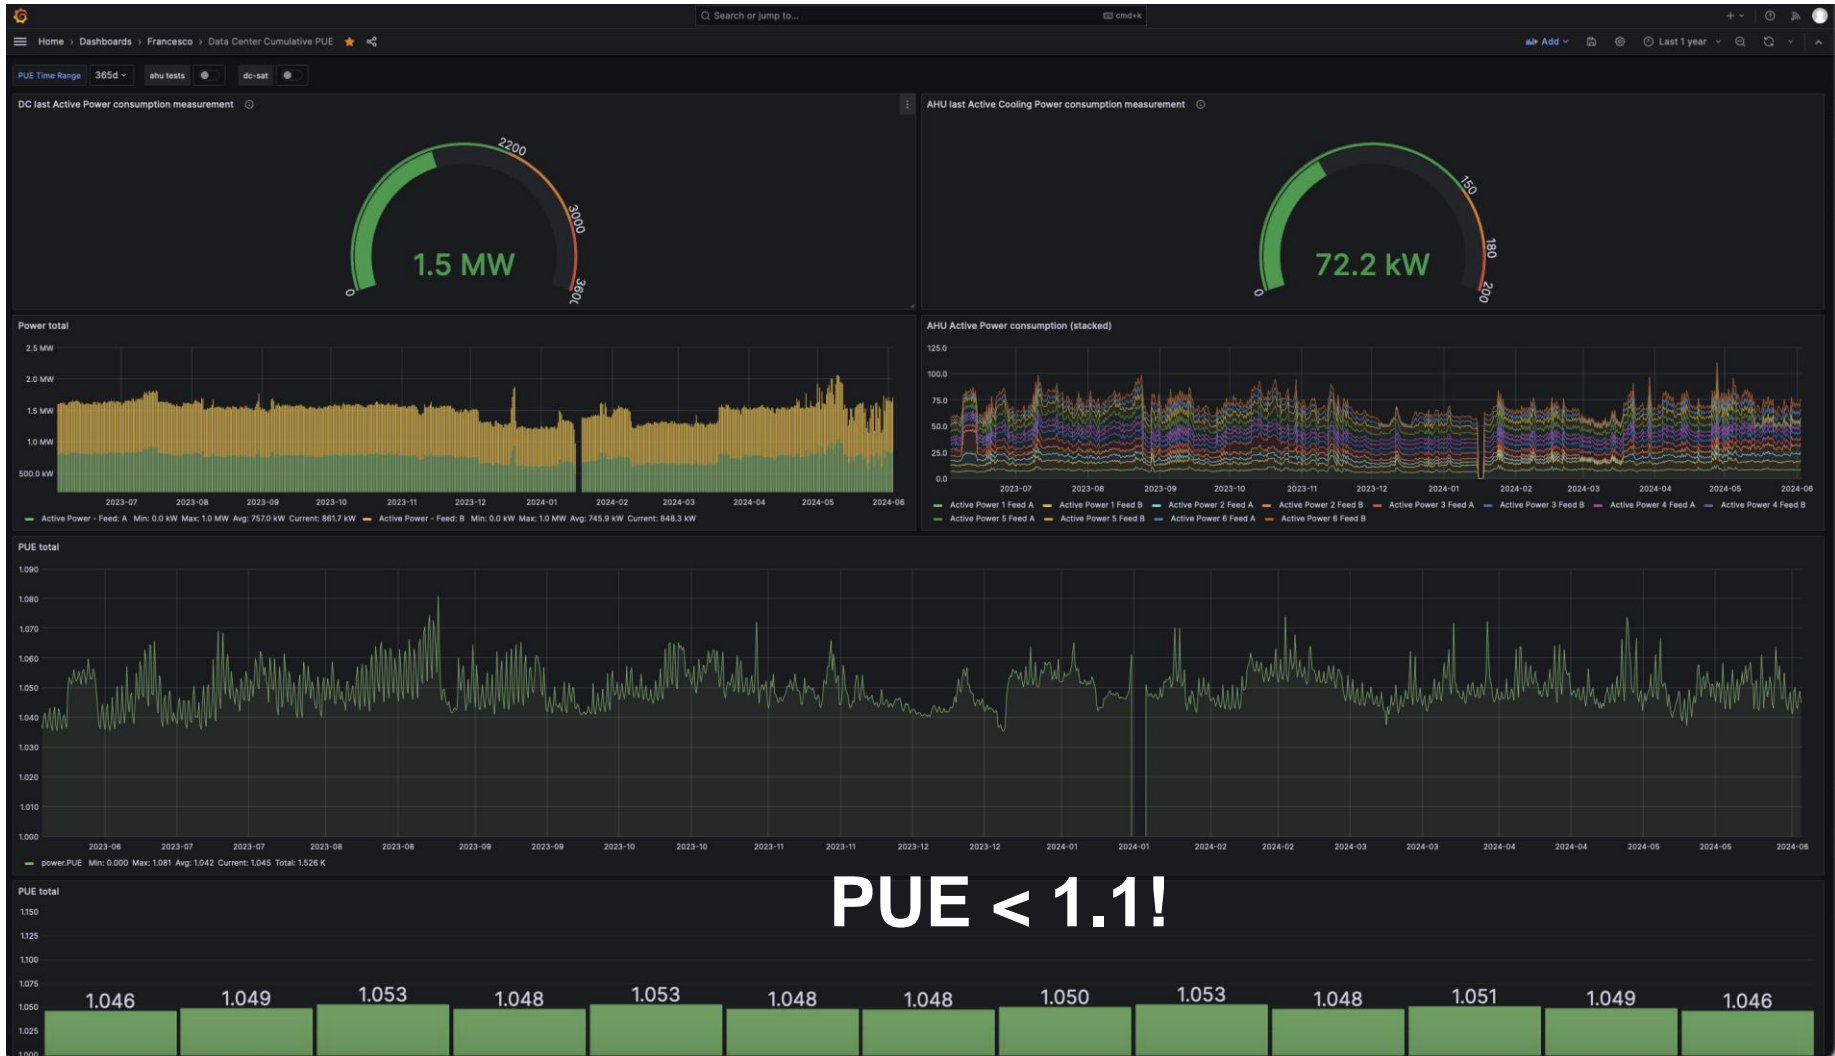 Search or jump to...
cmd+k
Home › Dashboards › Francesco › Data Center Cumulative PUE
Add
Last 1 year
PUE Time Range 365d
ahu tests
dc-sat
DC last Active Power consumption measurement
0
2200
3000
3600
1.5 MW
AHU last Active Cooling Power consumption measurement
0
150
180
200
72.2 kW
Power total
2.5 MW
2.0 MW
1.5 MW
1.0 MW
500.0 kW
2023-07 2023-08 2023-09 2023-10 2023-11 2023-12 2024-01 2024-02 2024-03 2024-04 2024-05 2024-06
Active Power - Feed: A Min: 0.0 kW Max: 1.0 MW Avg: 757.0 kW Current: 861.7 kW Active Power - Feed: B Min: 0.0 kW Max: 1.0 MW Avg: 745.9 kW Current: 848.3 kW
AHU Active Power consumption (stacked)
125.0
100.0
75.0
50.0
25.0
0.0
2023-07 2023-08 2023-09 2023-10 2023-11 2023-12 2024-01 2024-02 2024-03 2024-04 2024-05 2024-06
Active Power 1 Feed A Active Power 1 Feed B Active Power 2 Feed A Active Power 2 Feed B Active Power 3 Feed A Active Power 3 Feed B Active Power 4 Feed A Active Power 4 Feed B
Active Power 5 Feed A Active Power 5 Feed B Active Power 6 Feed A Active Power 6 Feed B
PUE total
1.090
1.080
1.070
1.060
1.050
1.040
1.030
1.020
1.010
1.000
2023-06 2023-07 2023-07 2023-08 2023-08 2023-09 2023-09 2023-10 2023-10 2023-11 2023-11 2023-12 2023-12 2024-01 2024-01 2024-02 2024-02 2024-03 2024-03 2024-04 2024-04 2024-05 2024-05 2024-06
power.PUE Min: 0.000 Max: 1.081 Avg: 1.042 Current: 1.045 Total: 1.526 K
PUE < 1.1!
PUE total
1.150
1.125
1.100
1.075
1.050
1.025
1.000
1.046 1.049 1.053 1.048 1.053 1.048 1.048 1.050 1.053 1.048 1.051 1.049 1.046